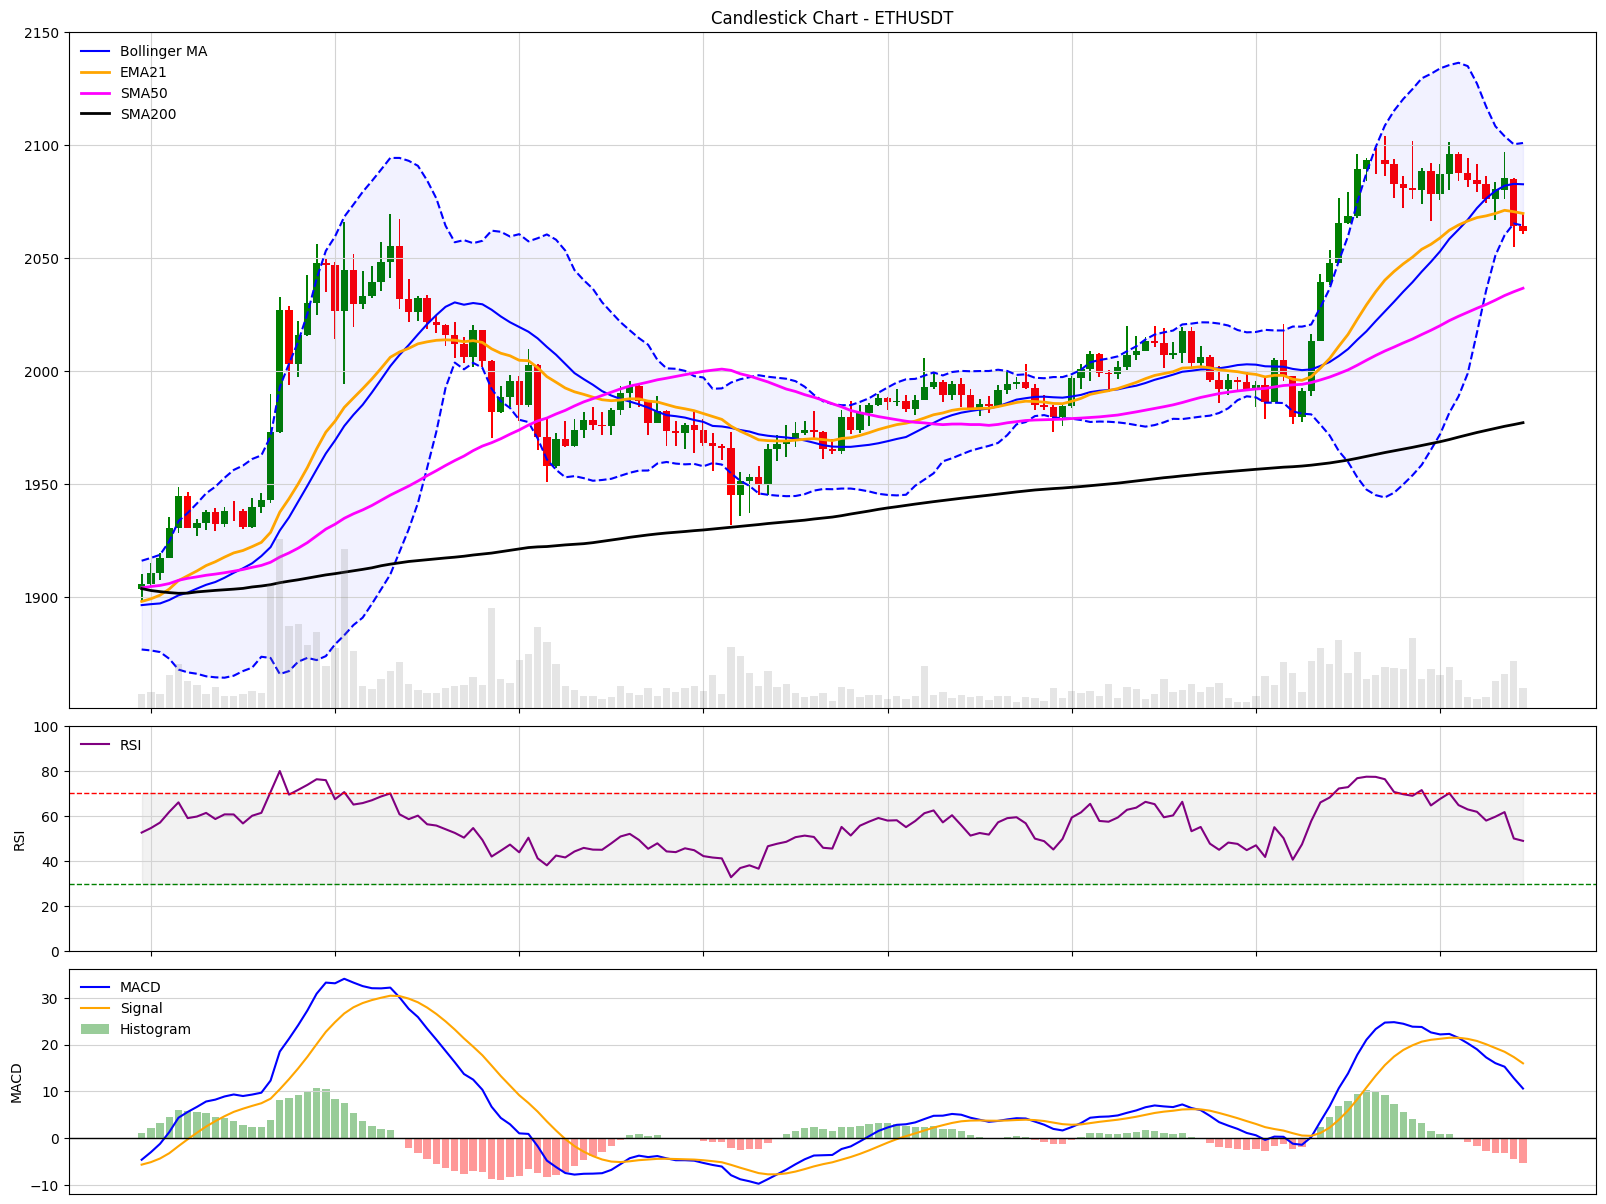 Candlestick Chart - ETHUSDT
2150
2100
2050
2000
1950
1900
Bollinger MA
EMA21
SMA50
SMA200
100
80
60
40
20
0
RSI
RSI
30
20
10
0
−10
MACD
MACD
Signal
Histogram